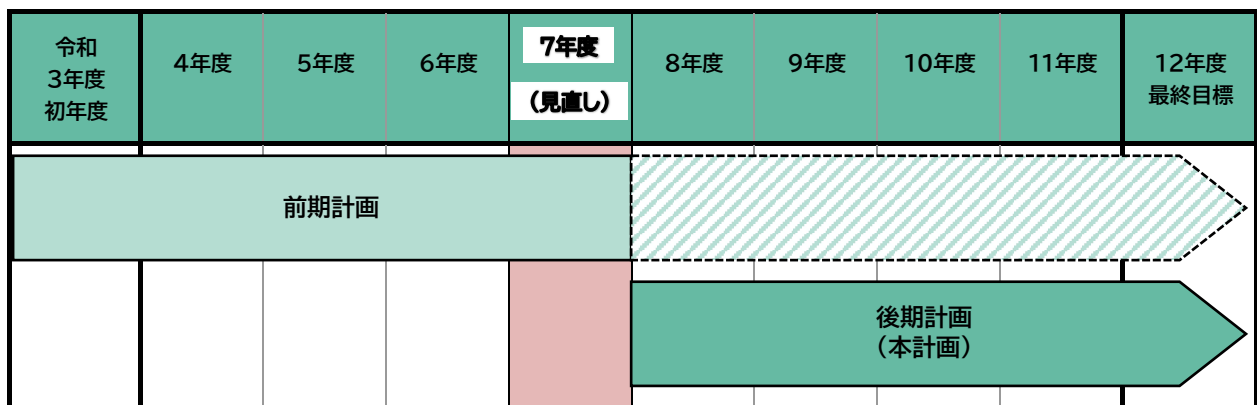 令和
3年度
初年度
4年度
5年度
6年度
7年度
(見直し)
8年度
9年度
10年度
11年度
12年度
最終目標
前期計画
後期計画
(本計画)